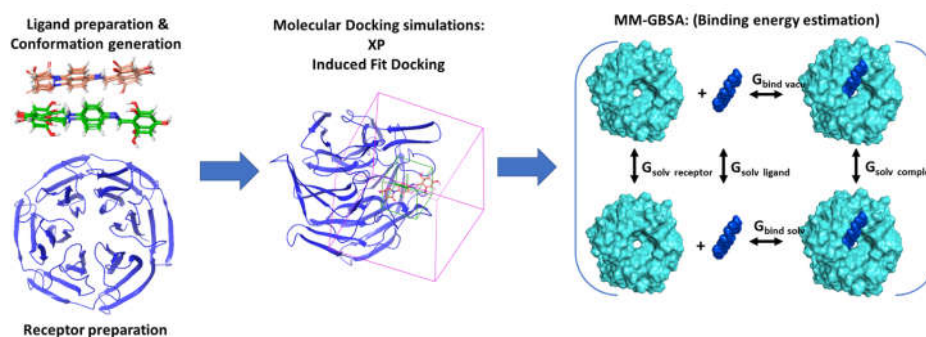 Ligand preparation &
Conformation generation
Receptor preparation
Molecular Docking simulations:
XP
Induced Fit Docking
MM-GBSA: (Binding energy estimation)
+
G bind vacu
G solv receptor
G solv ligand
G solv comple
+
G bind solv